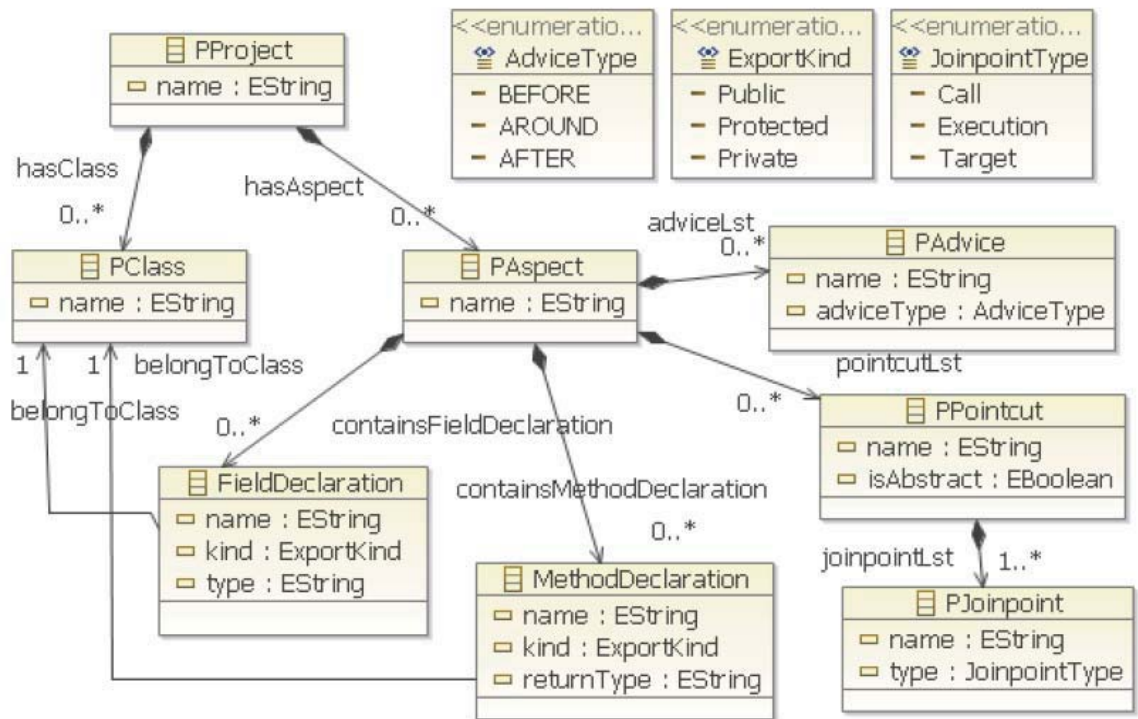 PProject
name : EString
<<enumeratio...
AdviceType
BEFORE
AROUND
AFTER
<<enumeratio...
ExportKind
Public
Protected
Private
<<enumeratio...
JoinpointType
Call
Execution
Target
hasClass
0..*
hasAspect
0..*
adviceLst
0..*
PClass
name : EString
PAspect
name : EString
PAdvice
name : EString
adviceType : AdviceType
1
1
belongToClass
belongToClass
pointcutLst
0..*
0..*
containsFieldDeclaration
PPointcut
name : EString
isAbstract : EBoolean
FieldDeclaration
name : EString
kind : ExportKind
type : EString
containsMethodDeclaration
0..*
joinpointLst
1..*
MethodDeclaration
name : EString
kind : ExportKind
returnType : EString
PJoinpoint
name : EString
type : JoinpointType